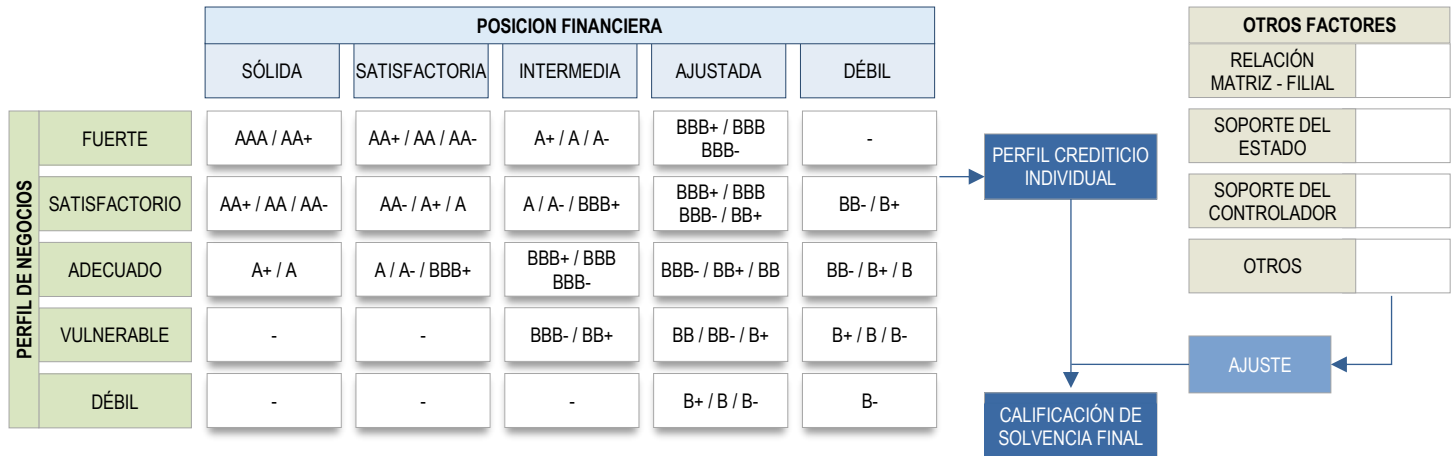 POSICION FINANCIERA
SÓLIDA
SATISFACTORIA
INTERMEDIA
AJUSTADA
DÉBIL
PERFIL DE NEGOCIOS
FUERTE
AAA / AA+
AA+ / AA / AA-
A+ / A / A-
BBB+ / BBB
BBB-
-
SATISFACTORIO
AA+ / AA / AA-
AA- / A+ / A
A / A- / BBB+
BBB+ / BBB
BBB- / BB+
BB- / B+
ADECUADO
A+ / A
A / A- / BBB+
BBB+ / BBB
BBB-
BBB- / BB+ / BB
BB- / B+ / B
VULNERABLE
-
-
BBB- / BB+
BB / BB- / B+
B+ / B / B-
DÉBIL
-
-
-
B+ / B / B-
B-
PERFIL CREDITICIO
INDIVIDUAL
CALIFICACIÓN DE
SOLVENCIA FINAL
OTROS FACTORES
RELACIÓN
MATRIZ - FILIAL
SOPORTE DEL
ESTADO
SOPORTE DEL
CONTROLADOR
OTROS
AJUSTE